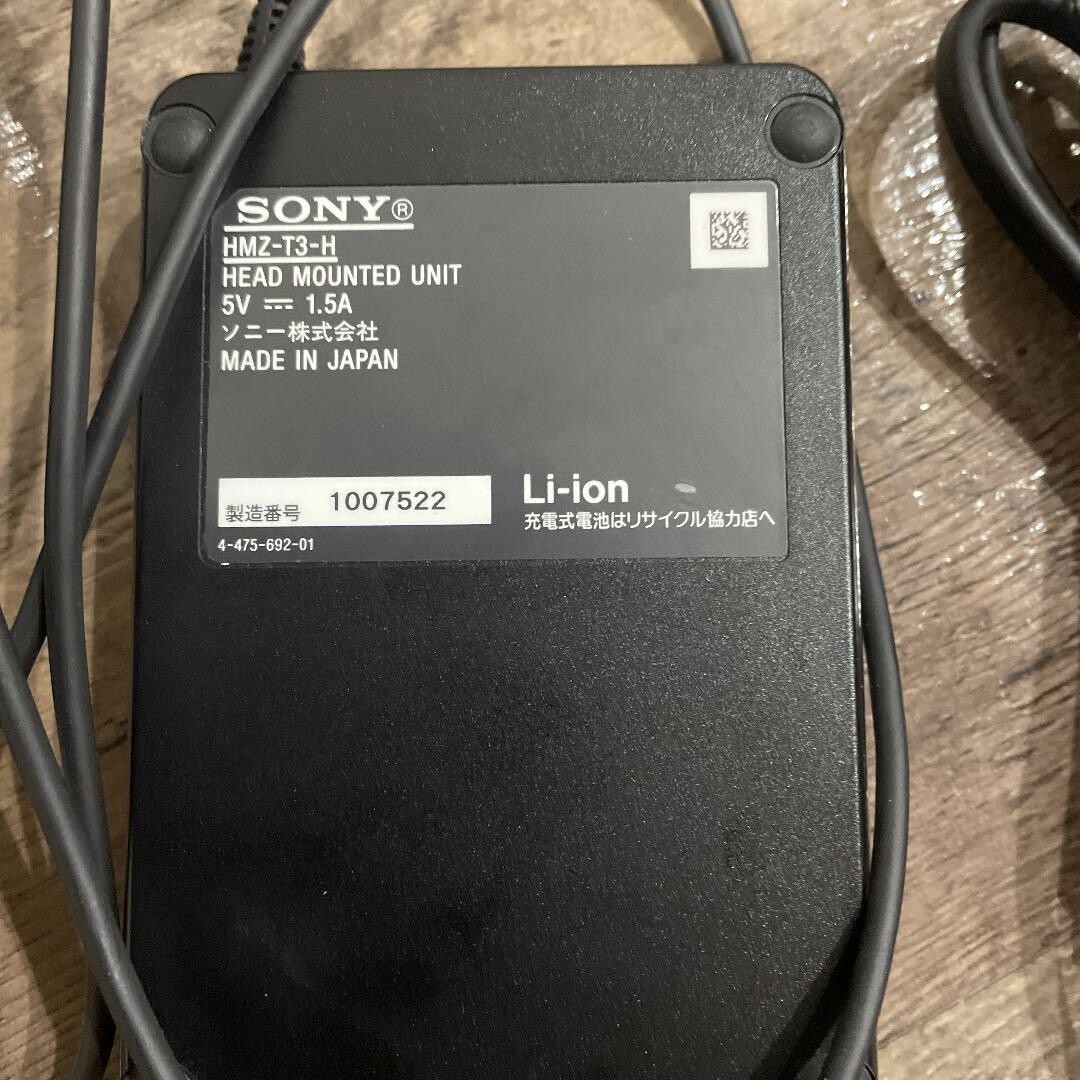 SONY®
HMZ-T3-H
HEAD MOUNTED UNIT
5V ⎓ 1.5A
ソニー株式会社
MADE IN JAPAN
製造番号 1007522
Li-ion
充電式電池はリサイクル協力店へ
4-475-692-01